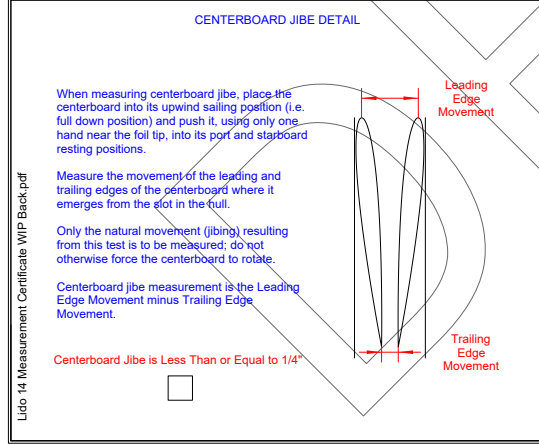 CENTERBOARD JIBE DETAIL
When measuring centerboard jibe, place the
centerboard into its upwind sailing position (i.e.
full down position) and push it, using only one
hand near the foil tip, into its port and starboard
resting positions.
Measure the movement of the leading and
trailing edges of the centerboard where it
emerges from the slot in the hull.
Only the natural movement (jibing) resulting
from this test is to be measured; do not
otherwise force the centerboard to rotate.
Centerboard jibe measurement is the Leading
Edge Movement minus Trailing Edge
Movement.
Centerboard Jibe is Less Than or Equal to 1/4"
Leading
Edge
Movement
Trailing
Edge
Movement
Lido 14 Measurement Certificate WIP Back.pdf